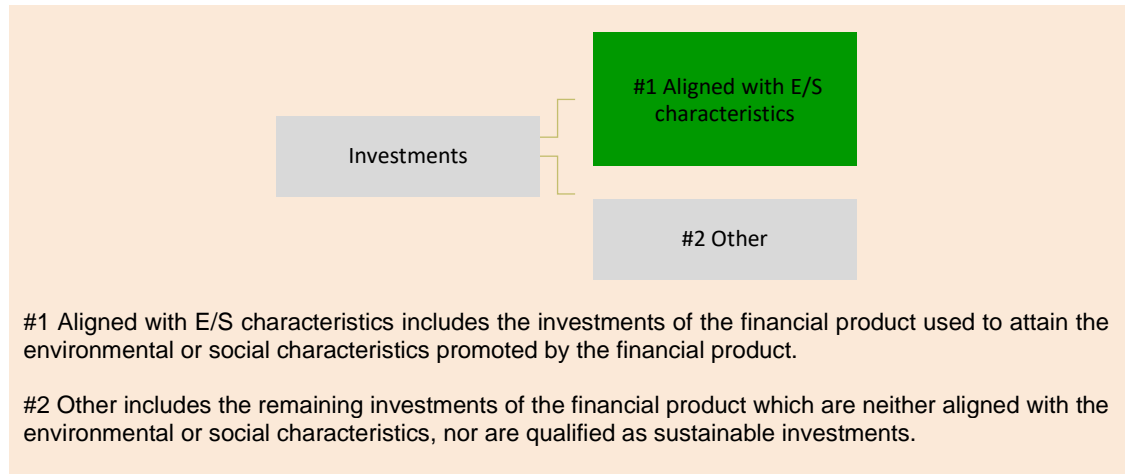 #1 Aligned with E/S
characteristics
Investments
#2 Other
#1 Aligned with E/S characteristics includes the investments of the financial product used to attain the
environmental or social characteristics promoted by the financial product.
#2 Other includes the remaining investments of the financial product which are neither aligned with the
environmental or social characteristics, nor are qualified as sustainable investments.